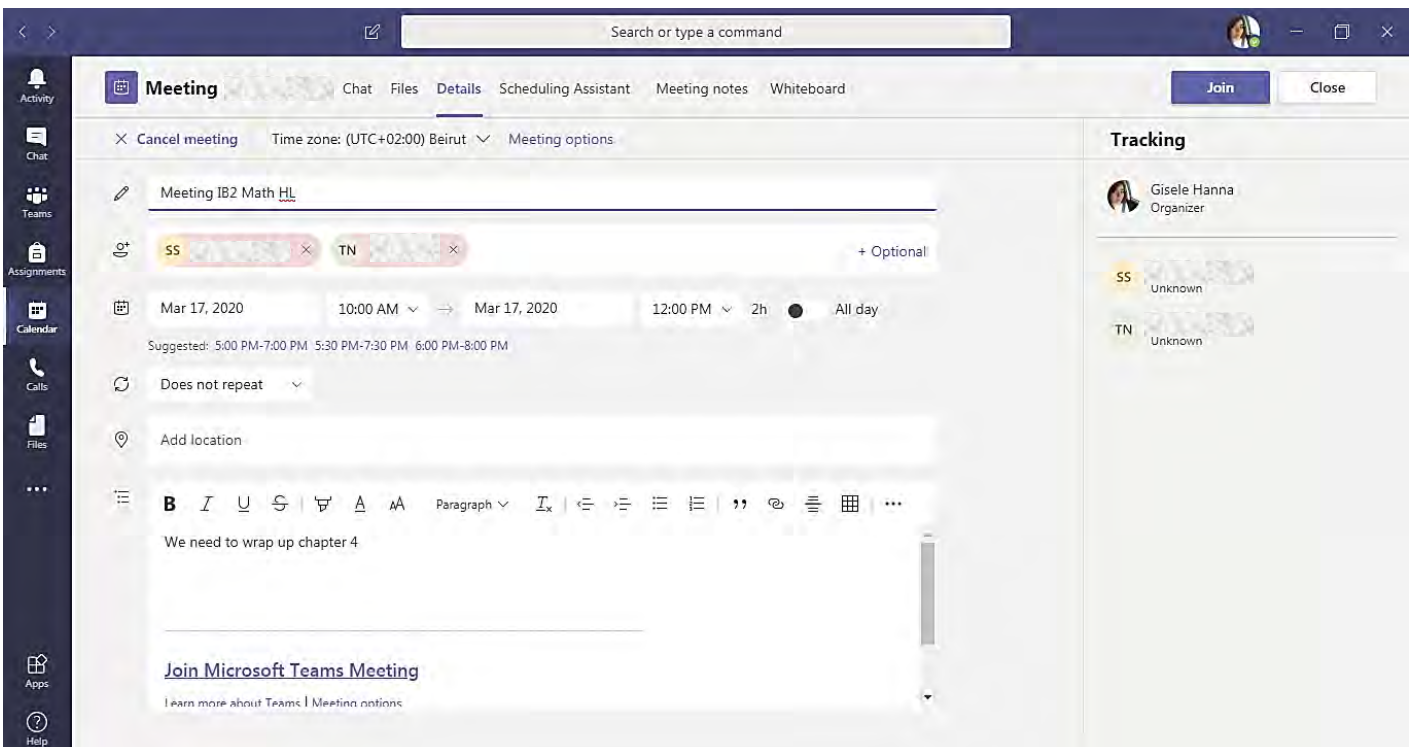 Search or type a command
Activity
Chat
Teams
Assignments
Calendar
Calls
Files
Apps
Help
Meeting Chat Files Details Scheduling Assistant Meeting notes Whiteboard Join Close
Cancel meeting Time zone: (UTC+02:00) Beirut Meeting options
Meeting IB2 Math HL
SS TN + Optional
Mar 17, 2020 10:00 AM → Mar 17, 2020 12:00 PM 2h All day
Suggested: 5:00 PM-7:00 PM 5:30 PM-7:30 PM 6:00 PM-8:00 PM
Does not repeat
Add location
B I U S A AA Paragraph Tx
We need to wrap up chapter 4
Join Microsoft Teams Meeting
Learn more about Teams | Meeting options
Tracking
Gisele Hanna
Organizer
SS
Unknown
TN
Unknown